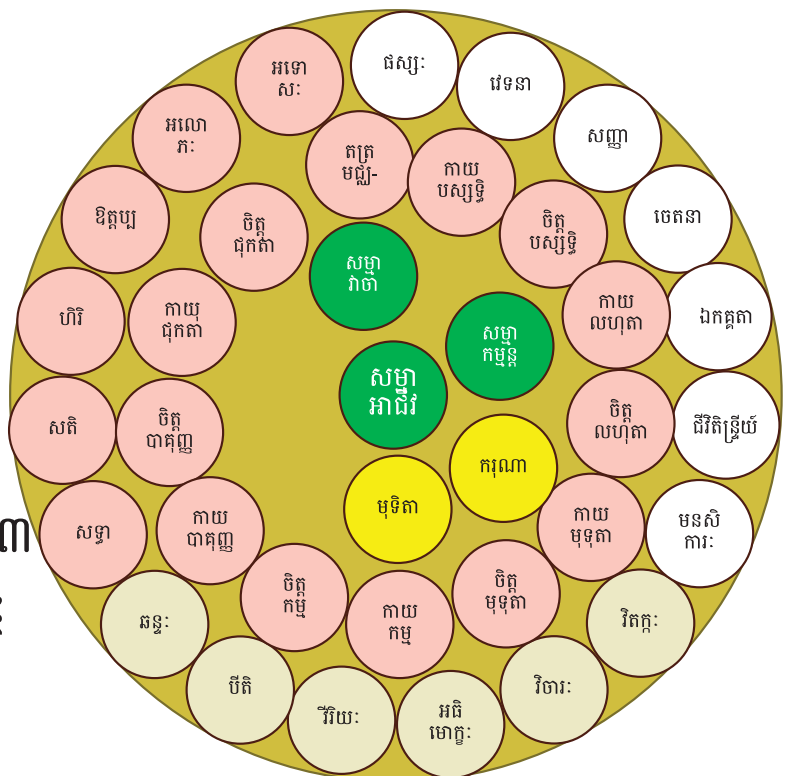 អទោ
ស:
ផស្ស:
វេទនា
សញ្ញា
ចេតនា
ឯកគ្គតា
ជីវិតិន្ទ្រីយ៍
មនសិ
ការ:
វិតក្ក:
វិចារ:
អធិ
មោក្ខ:
វីរិយ:
បីតិ
ឆន្ទ:
សទ្ធា
សតិ
ហិរិ
ឱត្តប្ប
អលោ
ភ:
តត្រ
មជ្ឈ-
កាយ
បស្សទ្ធិ
ចិត្ត
បស្សទ្ធិ
កាយ
លហុតា
ចិត្ត
លហុតា
កាយ
មុទុតា
ចិត្ត
មុទុតា
កាយ
កម្ម
ចិត្ត
កម្ម
កាយ
បាគុញ្ញ
ចិត្ត
បាគុញ្ញ
កាយុ
ជុកតា
ចិត្តុ
ជុកតា
សម្មា
វាចា
សម្មា
កម្មន្ត
សម្មា
អាជីវ
ករុណា
មុទិតា
៣